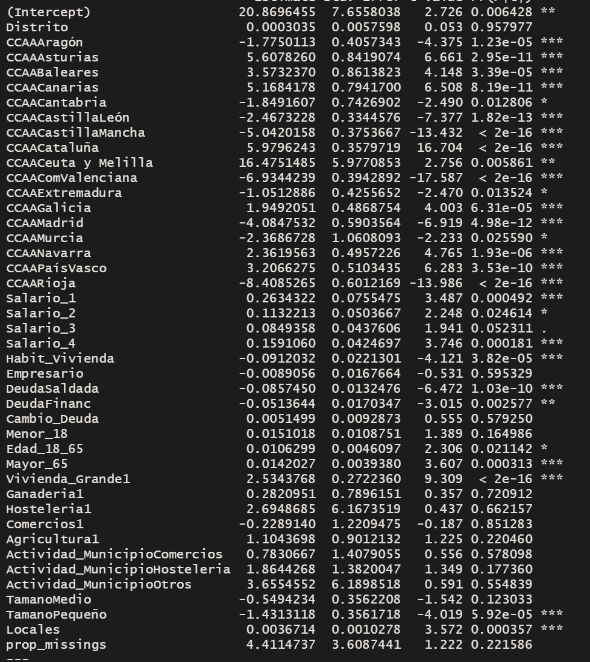 (Intercept) 20.8696455 7.6558038 2.726 0.006428 **
Distrito 0.0003035 0.0057598 0.053 0.957977
CCAAAragón -1.7750113 0.4057343 -4.375 1.23e-05 ***
CCAAAsturias 5.6078260 0.8419074 6.661 2.95e-11 ***
CCAABaleares 3.5732370 0.8613823 4.148 3.39e-05 ***
CCAACanarias 5.1684178 0.7941700 6.508 8.19e-11 ***
CCAACantabria -1.8491607 0.7426902 -2.490 0.012806 *
CCAACastillaLeón -2.4673228 0.3344576 -7.377 1.82e-13 ***
CCAACastillaMancha -5.0420158 0.3753667 -13.432 < 2e-16 ***
CCAACataluña 5.9796243 0.3579719 16.704 < 2e-16 ***
CCAACeuta y Melilla 16.4751485 5.9770853 2.756 0.005861 **
CCAAComValenciana -6.9344239 0.3942892 -17.587 < 2e-16 ***
CCAAExtremadura -1.0512886 0.4255652 -2.470 0.013524 *
CCAAGalicia 1.9492051 0.4868754 4.003 6.31e-05 ***
CCAAMadrid -4.0847532 0.5903564 -6.919 4.98e-12 ***
CCAAMurcia -2.3686728 1.0608093 -2.233 0.025590 *
CCAANavarra 2.3619563 0.4957226 4.765 1.93e-06 ***
CCAAPaísVasco 3.2066275 0.5103435 6.283 3.53e-10 ***
CCAARioja -8.4085265 0.6012169 -13.986 < 2e-16 ***
Salario_1 0.2634322 0.0755475 3.487 0.000492 ***
Salario_2 0.1132213 0.0503667 2.248 0.024614 *
Salario_3 0.0849358 0.0437606 1.941 0.052311 .
Salario_4 0.1591060 0.0424697 3.746 0.000181 ***
Habit_Vivienda -0.0912032 0.0221301 -4.121 3.82e-05 ***
Empresario -0.0089056 0.0167664 -0.531 0.595329
DeudaSaldada -0.0857450 0.0132476 -6.472 1.03e-10 ***
DeudaFinanc -0.0513644 0.0170347 -3.015 0.002577 **
Cambio_Deuda 0.0051499 0.0092873 0.555 0.579250
Menor_18 0.0151018 0.0108751 1.389 0.164986
Edad_18_65 0.0106299 0.0046097 2.306 0.021142 *
Mayor_65 0.0142027 0.0039380 3.607 0.000313 ***
Vivienda_Grande1 2.5343768 0.2722360 9.309 < 2e-16 ***
Ganaderia1 0.2820951 0.7896151 0.357 0.720912
Hosteleria1 2.6948685 6.1673519 0.437 0.662157
Comercios1 -0.2289140 1.2209475 -0.187 0.851283
Agricultura1 1.1043698 0.9012132 1.225 0.220460
Actividad_MunicipioComercios 0.7830667 1.4079055 0.556 0.578098
Actividad_MunicipioHosteleria 1.8644268 1.3820047 1.349 0.177360
Actividad_MunicipioOtros 3.6554552 6.1898518 0.591 0.554839
TamanoMedio -0.5494234 0.3562208 -1.542 0.123033
TamanoPequeño -1.4313118 0.3561718 -4.019 5.92e-05 ***
Locales 0.0036714 0.0010278 3.572 0.000357 ***
prop_missings 4.4114737 3.6087441 1.222 0.221586
---